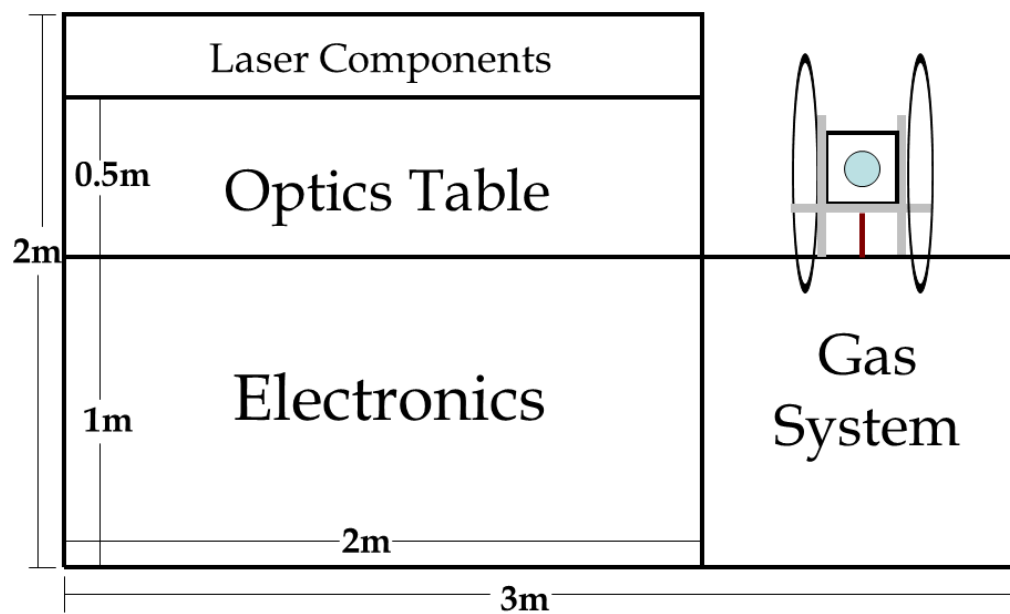 Laser Components
0.5m
Optics Table
2m
Gas
System
Electronics
1m
2m
3m